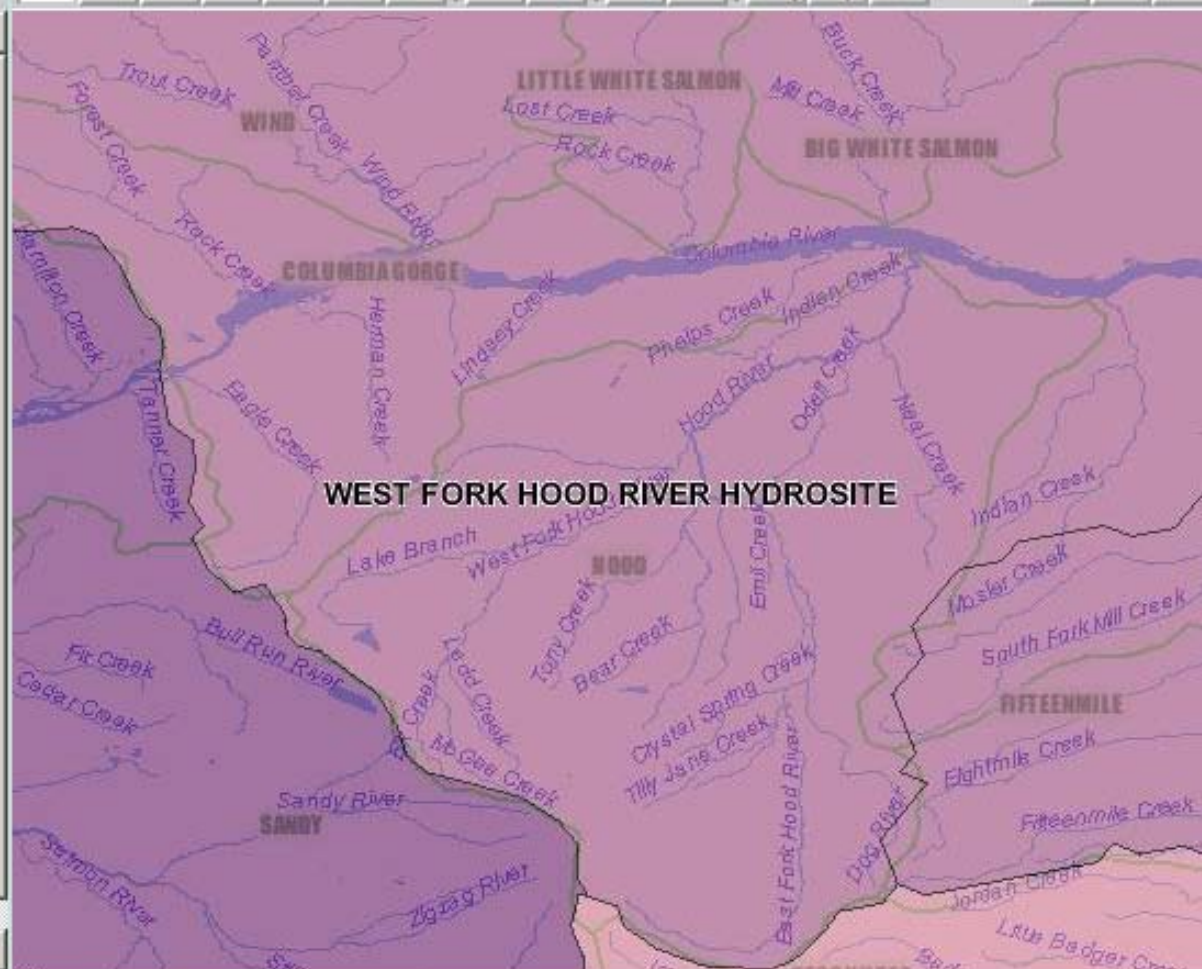 Buck Creek
Panther Creek
Trout Creek
LITTLE WHITE SALMON
Mill Creek
Forest Creek
WIND
Lost Creek
Rock Creek
BIG WHITE SALMON
Wind River
Rock Creek
Hamilton Creek
Columbia River
COLUMBIA GORGE
Indian Creek
Lindsey Creek
Herman Creek
Phelps Creek
Hood River
Odell Creek
Tanner Creek
Eagle Creek
Neal Creek
WEST FORK HOOD RIVER HYDROSITE
Indian Creek
Lake Branch
West Fork Hood River
HOOD
Emil Creek
Mosier Creek
Tony Creek
South Fork Mill Creek
Bull Run River
Bear Creek
Ladd Creek
Fir Creek
Cedar Creek
Creek
Crystal Spring Creek
FIFTEENMILE
Mc Gee Creek
Tilly Jane Creek
Eightmile Creek
Sandy River
SANDY
East Fork Hood River
Dog River
Fifteenmile Creek
Salmon River
Zigzag River
Jordan Creek
Little Badger